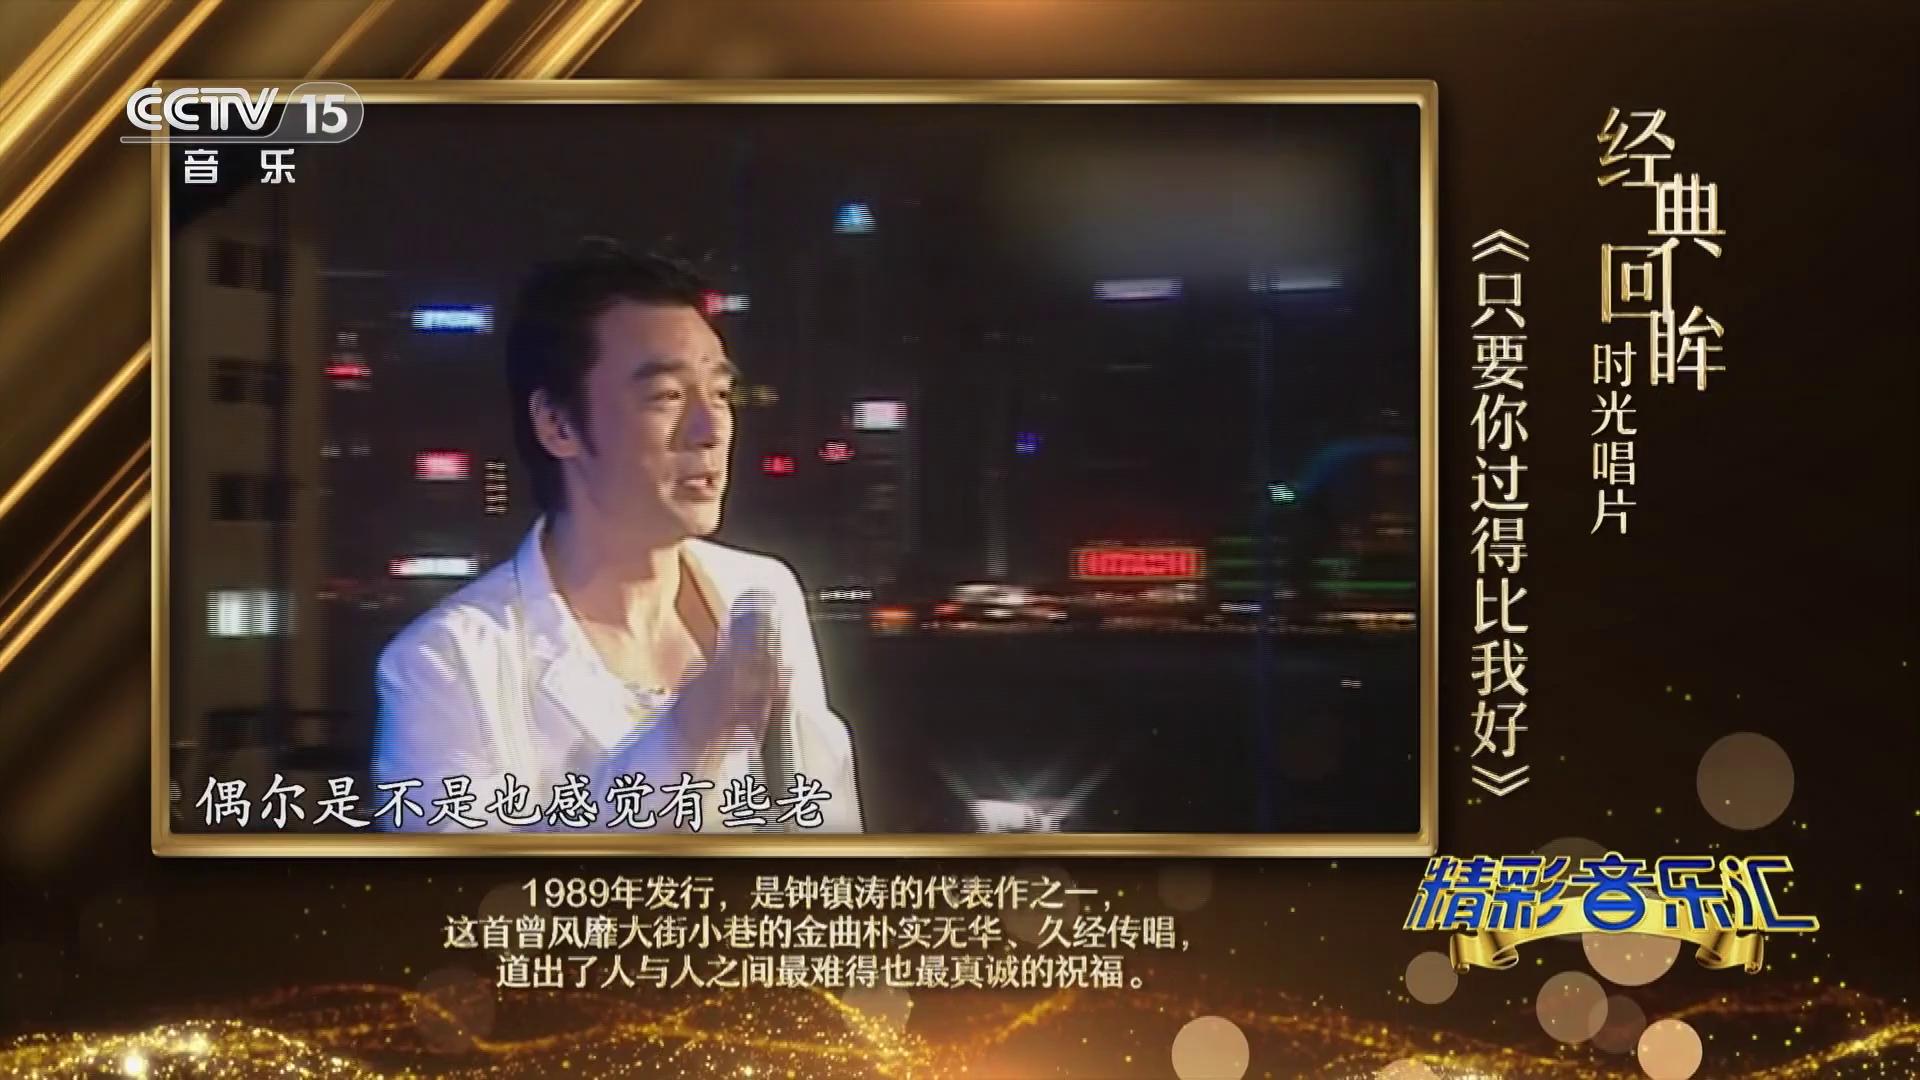 CCTV 15
音乐
经典回眸
时光唱片
《只要你过得比我好》
HITACHI
偶尔是不是也感觉有些老
1989年发行，是钟镇涛的代表作之一，
这首曾风靡大街小巷的金曲朴实无华、久经传唱，
道出了人与人之间最难得也最真诚的祝福。
精彩音乐汇